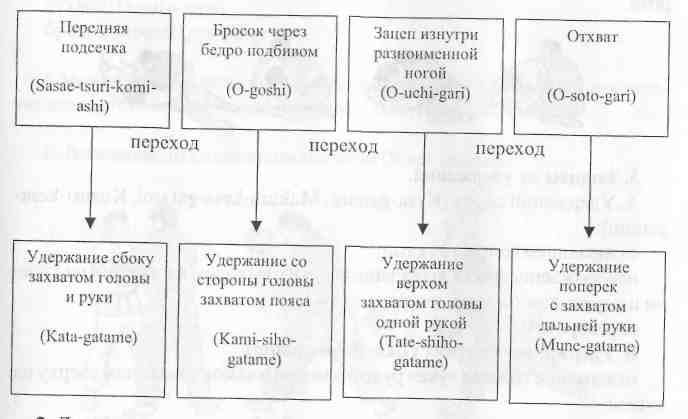 Передняя
подсечка
(Sasae-tsuri-komi-
ashi)
Бросок через
бедро подбивом
(O-goshi)
Зацеп изнутри
разноименной
ногой
(O-uchi-gari)
Отхват
(O-soto-gari)
переход
переход
переход
Удержание сбоку
захватом головы
и руки
(Kata-gatame)
Удержание со
стороны головы
захватом пояса
(Kami-siho-
gatame)
Удержание
верхом
захватом головы
одной рукой
(Tate-shiho-
gatame)
Удержание
поперек
с захватом
дальней руки
(Mune-gatame)